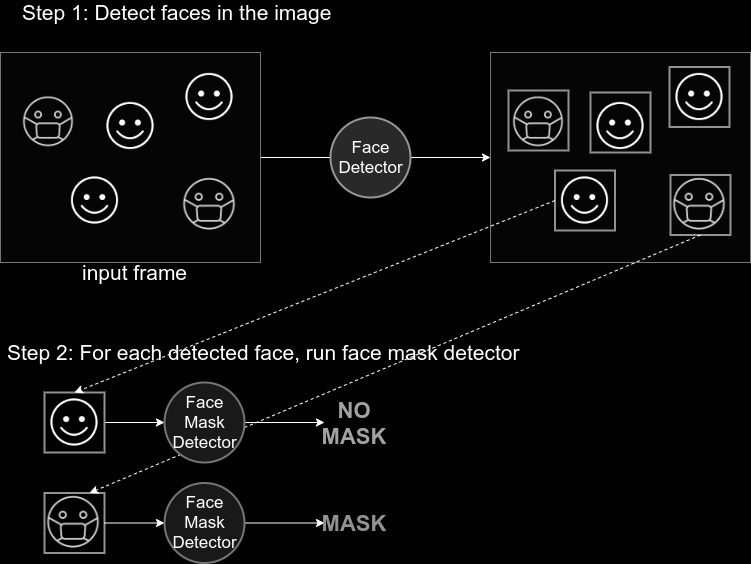 Step 1: Detect faces in the image
Face
Detector
input frame
Step 2: For each detected face, run face mask detector
Face
Mask
Detector
NO
MASK
Face
Mask
Detector
MASK